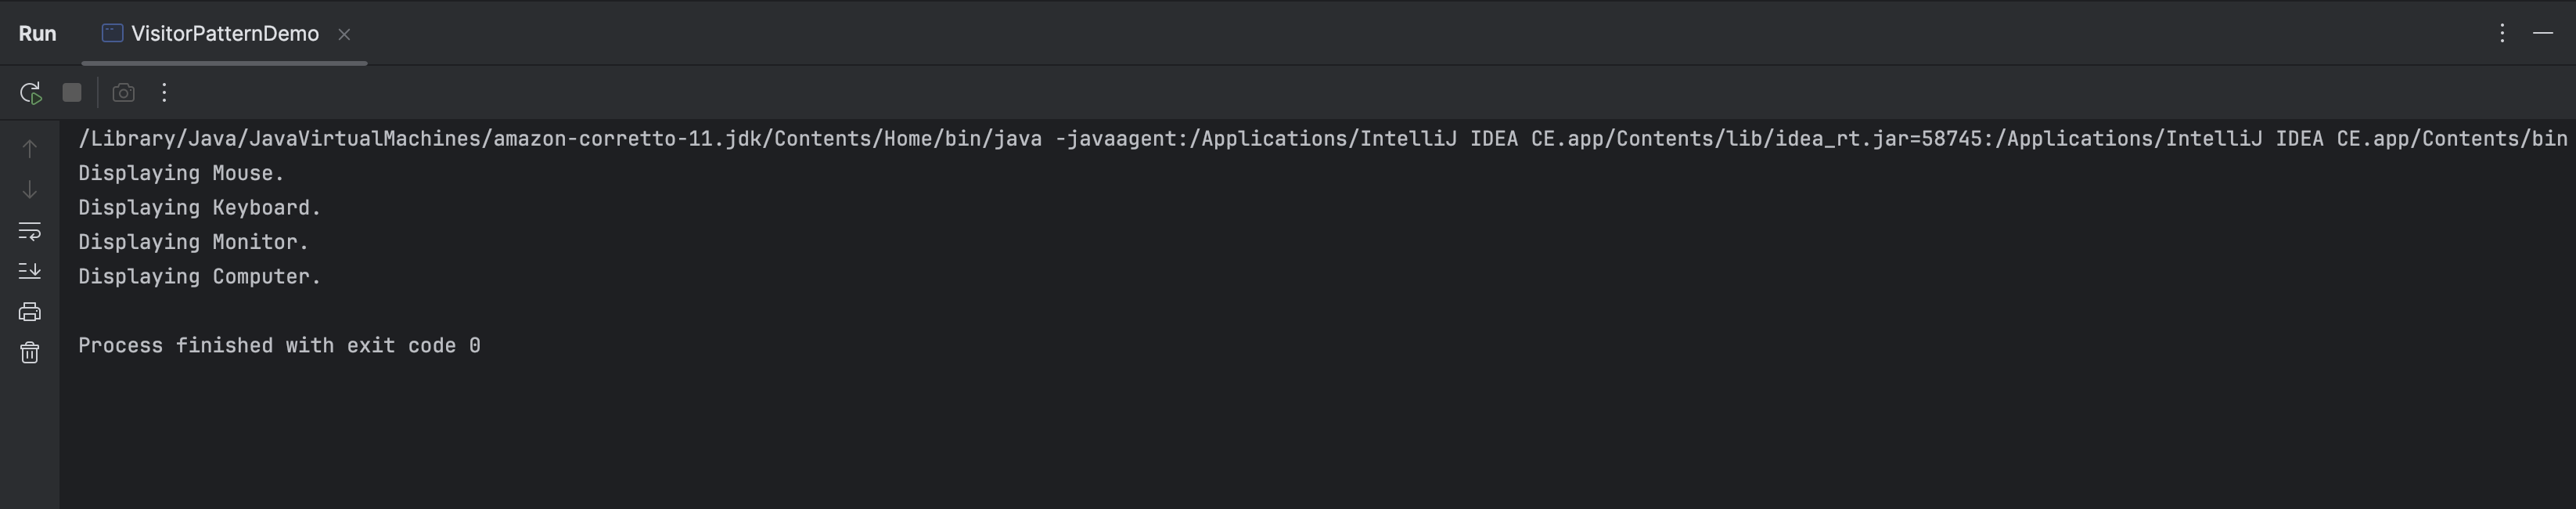 Run VisitorPatternDemo
/Library/Java/JavaVirtualMachines/amazon-corretto-11.jdk/Contents/Home/bin/java -javaagent:/Applications/IntelliJ IDEA CE.app/Contents/lib/idea_rt.jar=58745:/Applications/IntelliJ IDEA CE.app/Contents/bin
Displaying Mouse.
Displaying Keyboard.
Displaying Monitor.
Displaying Computer.
Process finished with exit code 0